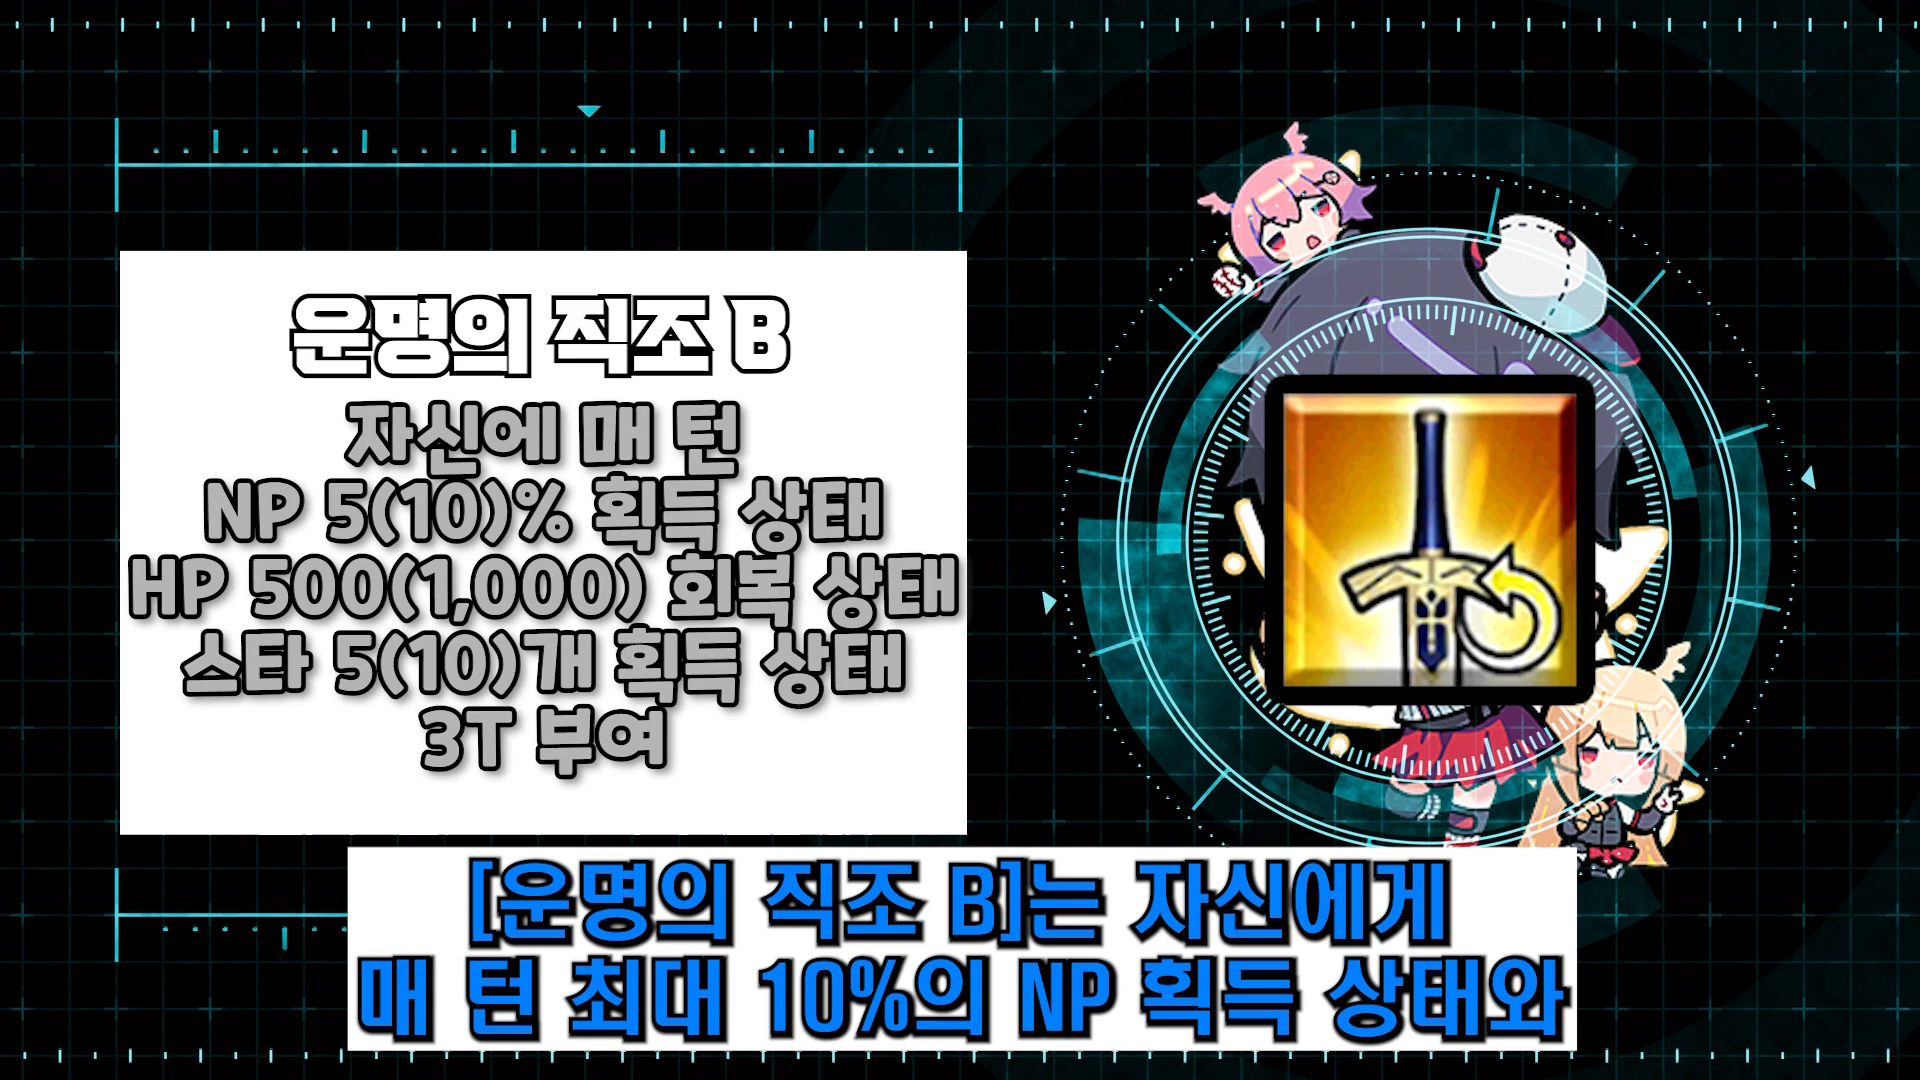 운명의 직조 B
자신에 매 턴
NP 5(10)% 획득 상태
HP 500(1,000) 회복 상태
스타 5(10)개 획득 상태
3T 부여
[운명의 직조 B]는 자신에게
매 턴 최대 10%의 NP 획득 상태와